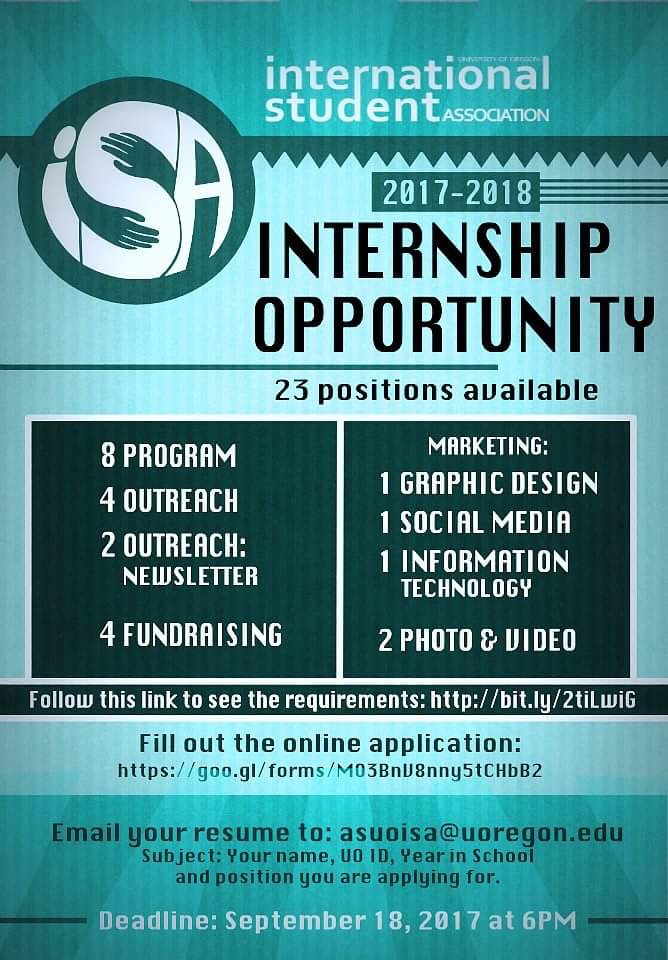 UNIVERSITY OF OREGON
international
student ASSOCIATION
iSA
2017-2018
INTERNSHIP
OPPORTUNITY
23 positions available
8 PROGRAM
4 OUTREACH
2 OUTREACH:
NEWSLETTER
4 FUNDRAISING
MARKETING:
1 GRAPHIC DESIGN
1 SOCIAL MEDIA
1 INFORMATION
TECHNOLOGY
2 PHOTO & VIDEO
Follow this link to see the requirements: http://bit.ly/2tiLwiG
Fill out the online application:
https://goo.gl/forms/MO3BnV8nny5tCHbB2
Email your resume to: asuoisa@uoregon.edu
Subject: Your name, UO ID, Year in School
and position you are applying for.
Deadline: September 18, 2017 at 6PM